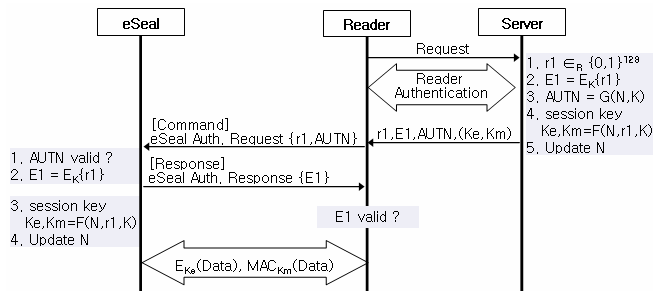 eSeal
Reader
Server
Request
Reader
Authentication
1. r1 ∈R {0,1}128
2. E1 = EK{r1}
3. AUTN = G(N,K)
4. session key
Ke,Km=F(N,r1,K)
5. Update N
r1,E1,AUTN,(Ke,Km)
[Command]
eSeal Auth. Request {r1,AUTN}
1. AUTN valid ?
2. E1 = EK{r1}
[Response]
eSeal Auth. Response {E1}
3. session key
Ke,Km=F(N,r1,K)
4. Update N
E1 valid ?
EKe(Data), MACKm(Data)